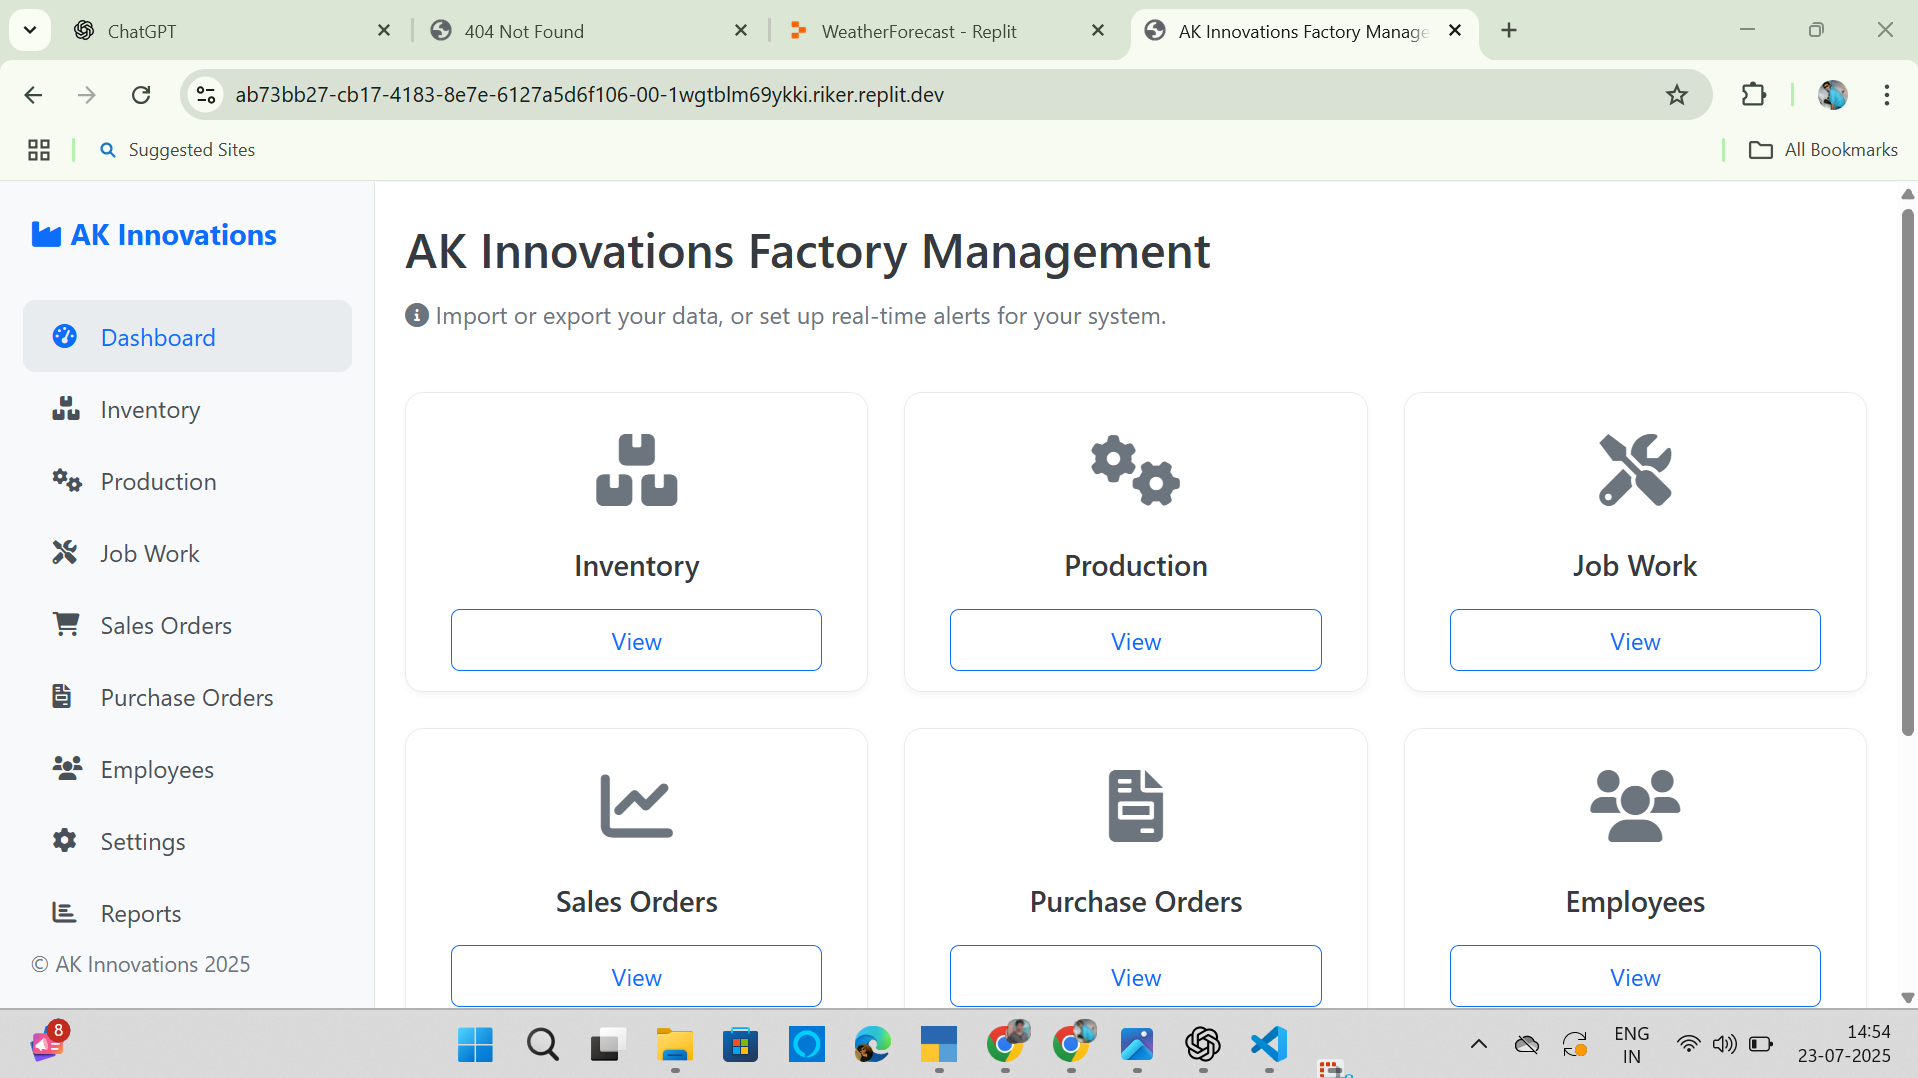 ChatGPT
404 Not Found
WeatherForecast - Replit
AK Innovations Factory Manage
ab73bb27-cb17-4183-8e7e-6127a5d6f106-00-1wgtblm69ykki.riker.replit.dev
Suggested Sites
All Bookmarks
AK Innovations
Dashboard
Inventory
Production
Job Work
Sales Orders
Purchase Orders
Employees
Settings
Reports
© AK Innovations 2025
AK Innovations Factory Management
Import or export your data, or set up real-time alerts for your system.
Inventory
View
Production
View
Job Work
View
Sales Orders
View
Purchase Orders
View
Employees
View
8
ENG
IN
14:54
23-07-2025